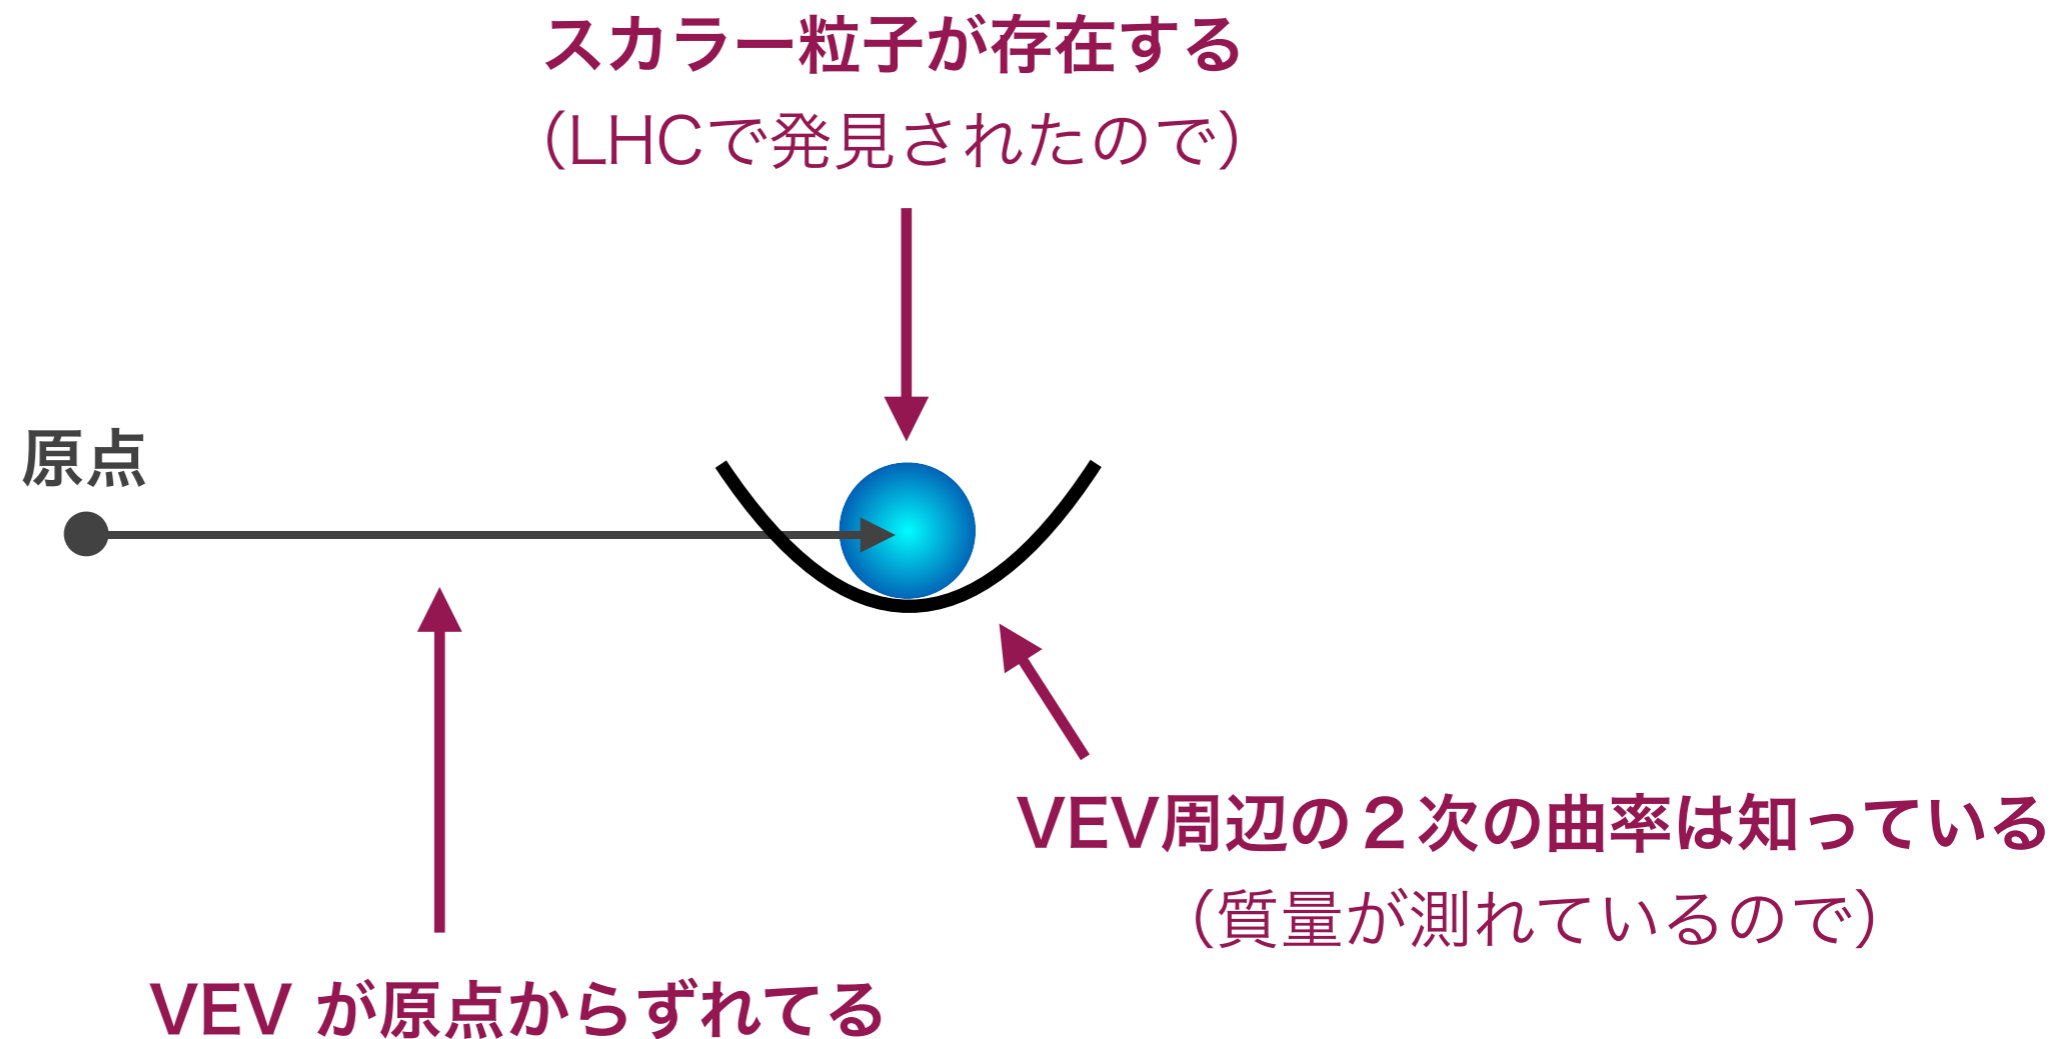 スカラー粒子が存在する
（LHCで発見されたので）
原点
VEV周辺の２次の曲率は知っている
（質量が測れているので）
VEV が原点からずれてる